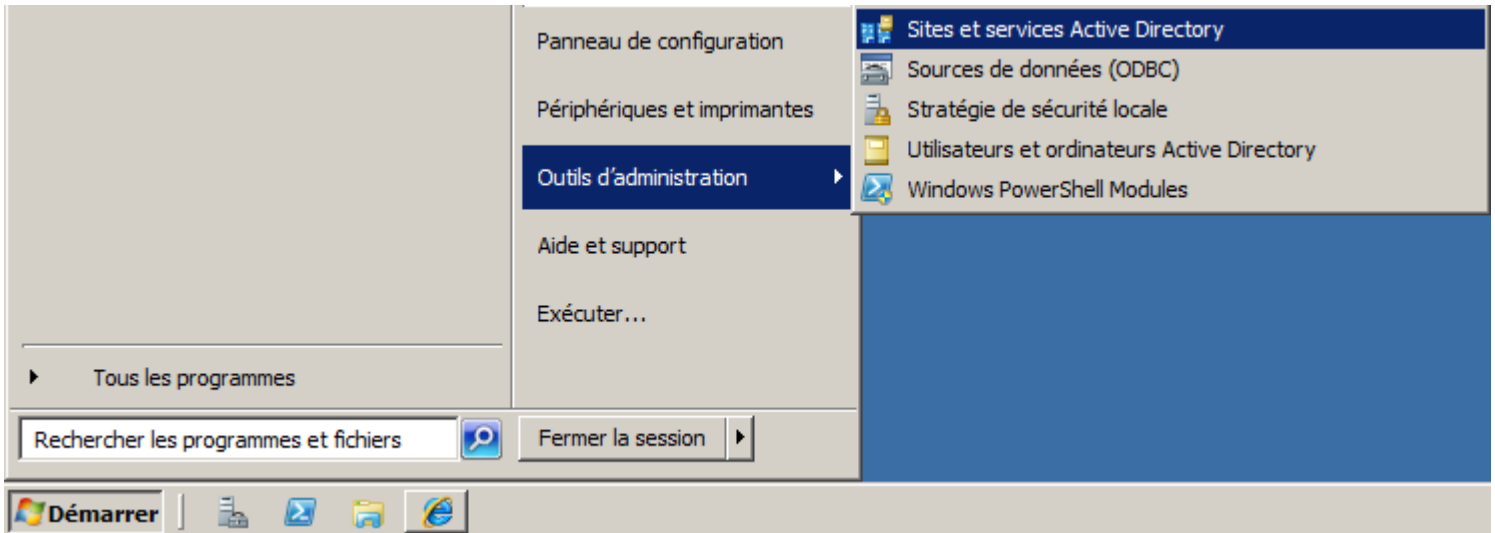 Panneau de configuration
Périphériques et imprimantes
Outils d'administration
Aide et support
Exécuter...
Sites et services Active Directory
Sources de données (ODBC)
Stratégie de sécurité locale
Utilisateurs et ordinateurs Active Directory
Windows PowerShell Modules
Tous les programmes
Rechercher les programmes et fichiers
Fermer la session
Démarrer